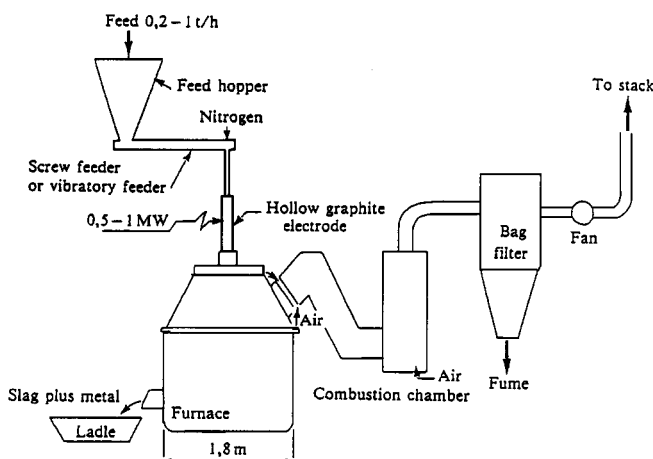 Feed 0,2–1 t/h
Feed hopper
To stack
Nitrogen
Screw feeder
or vibratory feeder
0,5–1 MW
Hollow graphite
electrode
Bag
filter
Fan
Air
Air
Combustion chamber
Fume
Slag plus metal
Furnace
Ladle
1,8 m